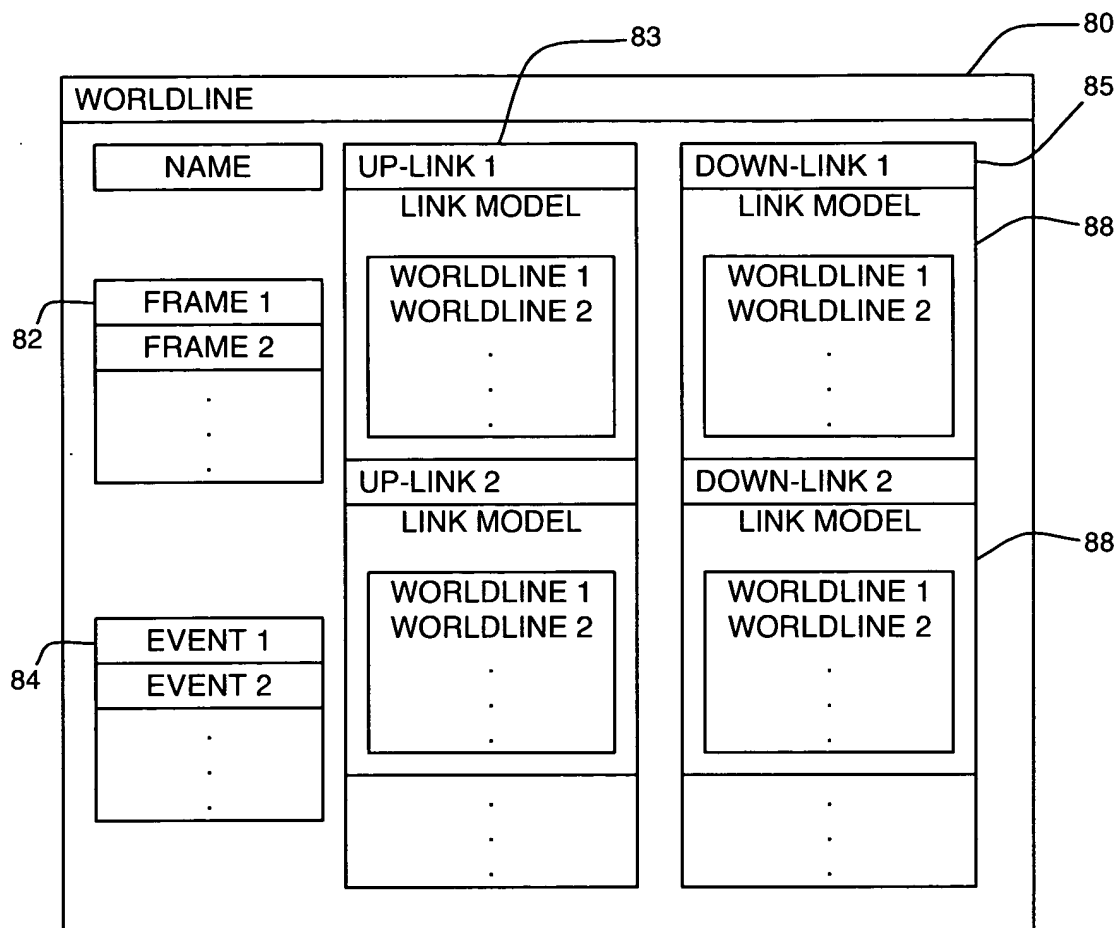 83
80
WORLDLINE
85
NAME
UP-LINK 1
DOWN-LINK 1
LINK MODEL
LINK MODEL
88
WORLDLINE 1
WORLDLINE 2
.
.
.
WORLDLINE 1
WORLDLINE 2
.
.
.
82
FRAME 1
FRAME 2
.
.
.
UP-LINK 2
DOWN-LINK 2
LINK MODEL
LINK MODEL
88
WORLDLINE 1
WORLDLINE 2
.
.
.
WORLDLINE 1
WORLDLINE 2
.
.
.
84
EVENT 1
EVENT 2
.
.
.
.
.
.
.
.
.